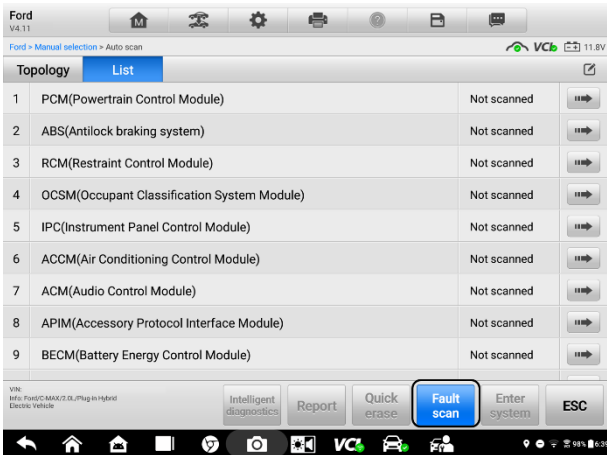 Ford
V4.11
M
?
Ford > Manual selection > Auto scan
VCI 11.8V
Topology List
1 PCM(Powertrain Control Module) Not scanned
2 ABS(Antilock braking system) Not scanned
3 RCM(Restraint Control Module) Not scanned
4 OCSM(Occupant Classification System Module) Not scanned
5 IPC(Instrument Panel Control Module) Not scanned
6 ACCM(Air Conditioning Control Module) Not scanned
7 ACM(Audio Control Module) Not scanned
8 APIM(Accessory Protocol Interface Module) Not scanned
9 BECM(Battery Energy Control Module) Not scanned
VIN:
Info: Ford/C-MAX/2.0L/Plug-in Hybrid
Electric Vehicle
Intelligent
diagnostics
Report
Quick
erase
Fault
scan
Enter
system
ESC
VCI 98% 6:39